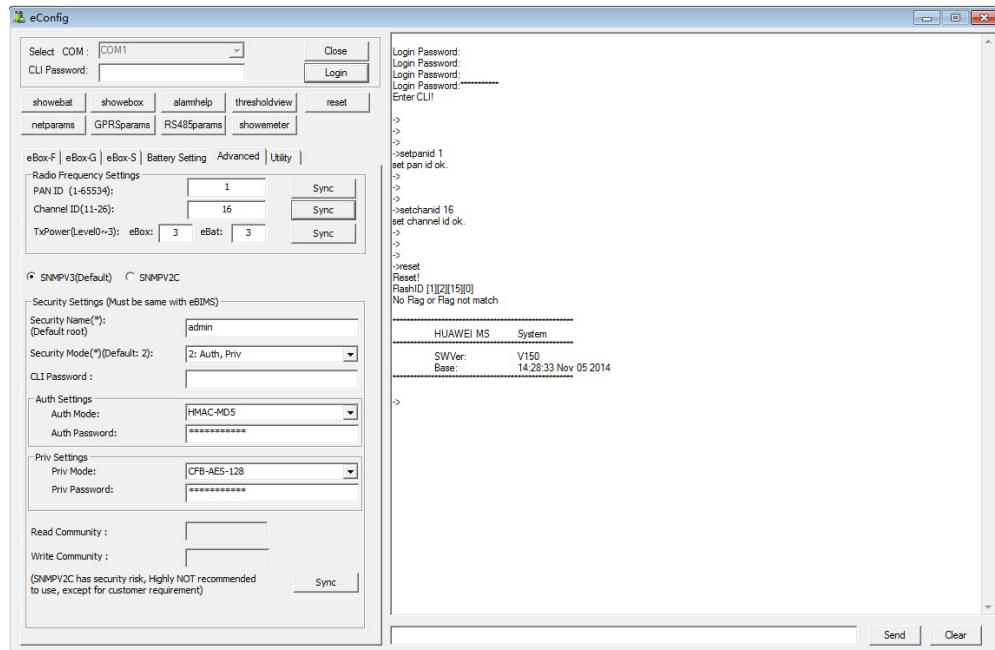 eConfig
Select COM : COM1 Close
CLI Password: Login
showebat showebox alarmhelp thresholdview reset
netparams GPRSparams RS485params showemeter
eBox-F eBox-G eBox-S Battery Setting Advanced Utility
Radio Frequency Settings
PAN ID (1-65534): 1 Sync
Channel ID(11-26): 16 Sync
TxPower(Level0~3): eBox: 3 eBat: 3 Sync
SNMPV3(Default) SNMPV2C
Security Settings (Must be same with eBIMS)
Security Name(*):
(Default root)
admin
Security Mode(*)(Default: 2): 2: Auth, Priv
CLI Password :
Auth Settings
Auth Mode: HMAC-MD5
Auth Password: ***********
Priv Settings
Priv Mode: CFB-AES-128
Priv Password: ***********
Read Community :
Write Community :
(SNMPV2C has security risk, Highly NOT recommended
to use, except for customer requirement)
Sync
Login Password:
Login Password:
Login Password:
Login Password:***********
Enter CLI!
->
->
->
->setpanid 1
set pan id ok.
->
->
->
->setchanid 16
set channel id ok.
->
->
->
->reset
Reset!
FlashID [1][2][15][0]
No Flag or Flag not match
HUAWEI MS System
SWVer: V150
Base: 14:28:33 Nov 05 2014
->
Send Clear